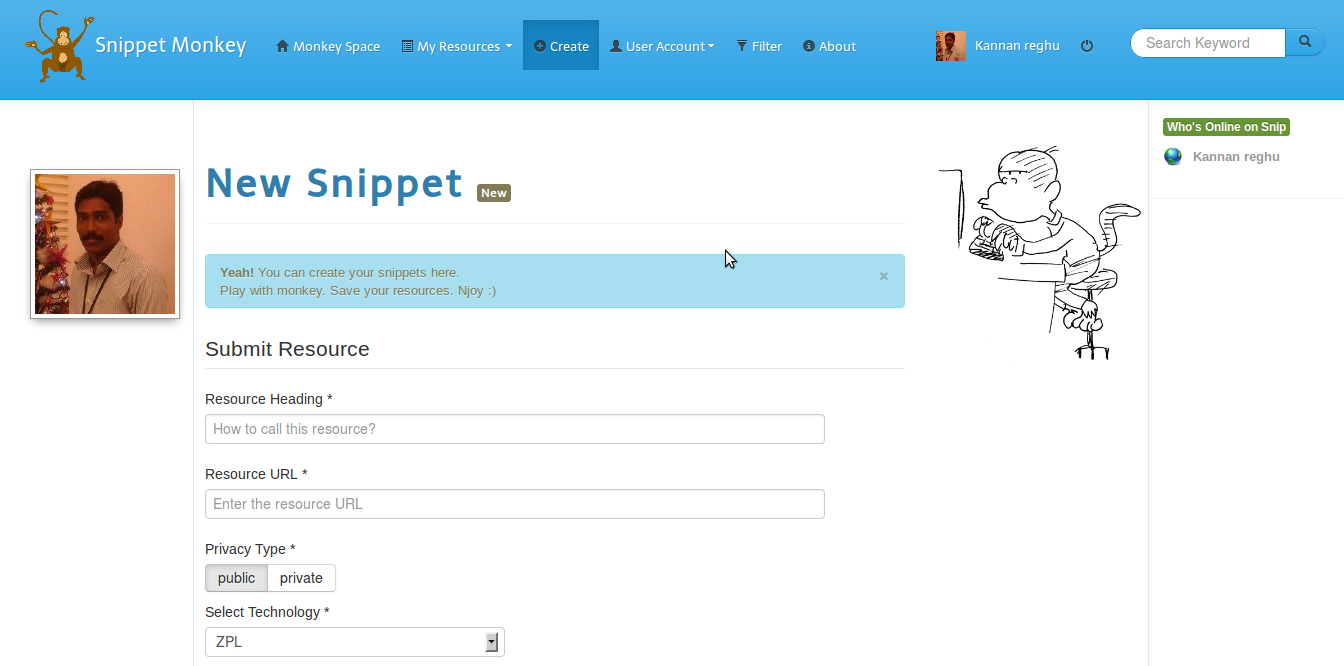 Snippet Monkey
Monkey Space
My Resources
Create
User Account
Filter
About
Kannan reghu
Search Keyword
Who's Online on Snip
Kannan reghu
New Snippet New
Yeah! You can create your snippets here.
Play with monkey. Save your resources. Njoy :)
×
Submit Resource
Resource Heading *
How to call this resource?
Resource URL *
Enter the resource URL
Privacy Type *
public private
Select Technology *
ZPL